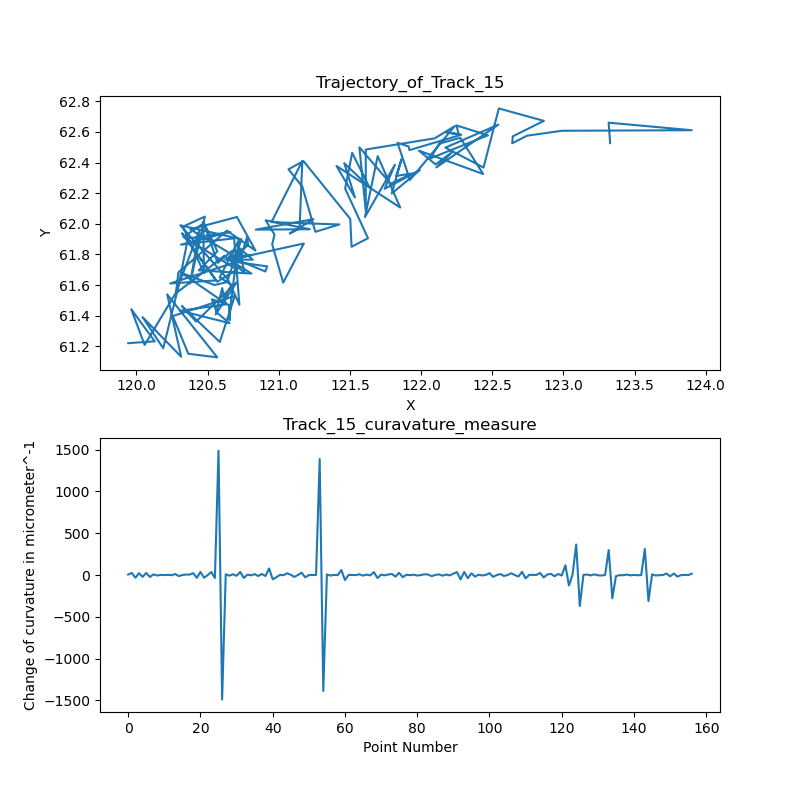 Trajectory_of_Track_15
62.8
62.6
62.4
62.2
62.0
61.8
61.6
61.4
61.2
Y
120.0 120.5 121.0 121.5 122.0 122.5 123.0 123.5 124.0
X
Track_15_curavature_measure
1500
1000
500
0
−500
−1000
−1500
Change of curvature in micrometer^-1
0 20 40 60 80 100 120 140 160
Point Number